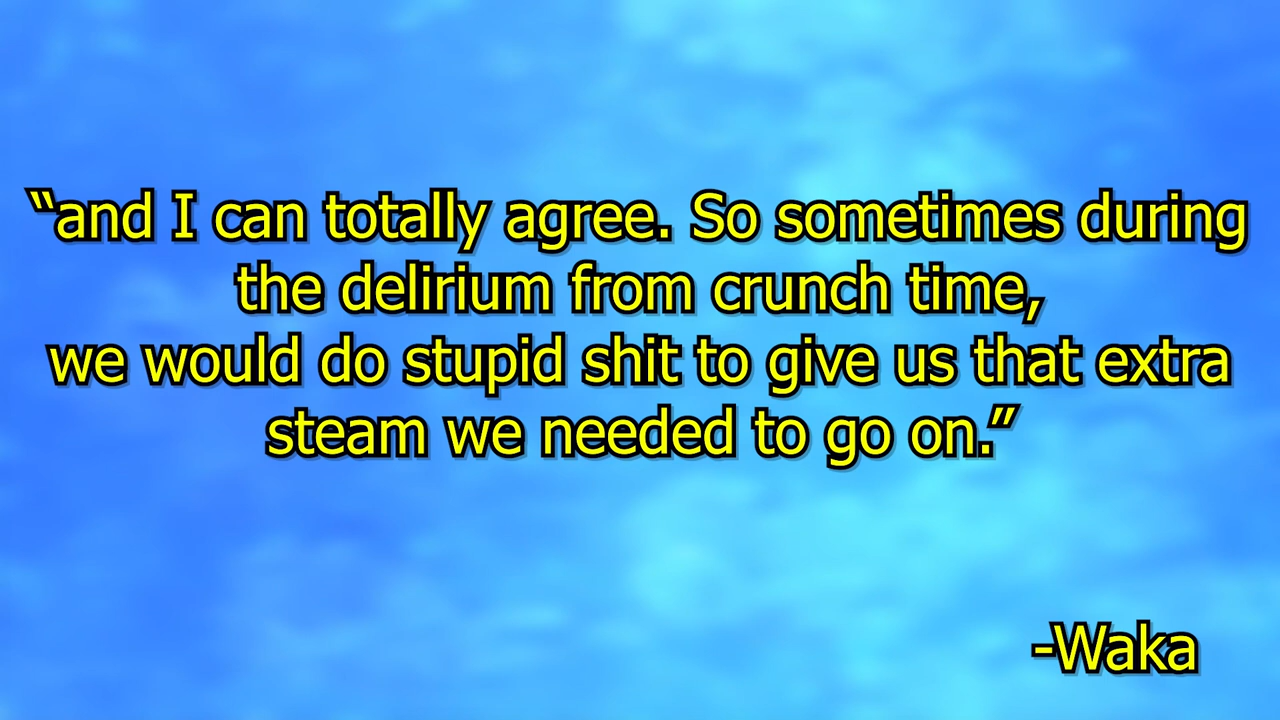 “and I can totally agree. So sometimes during
the delirium from crunch time,
we would do stupid shit to give us that extra
steam we needed to go on.”
-Waka